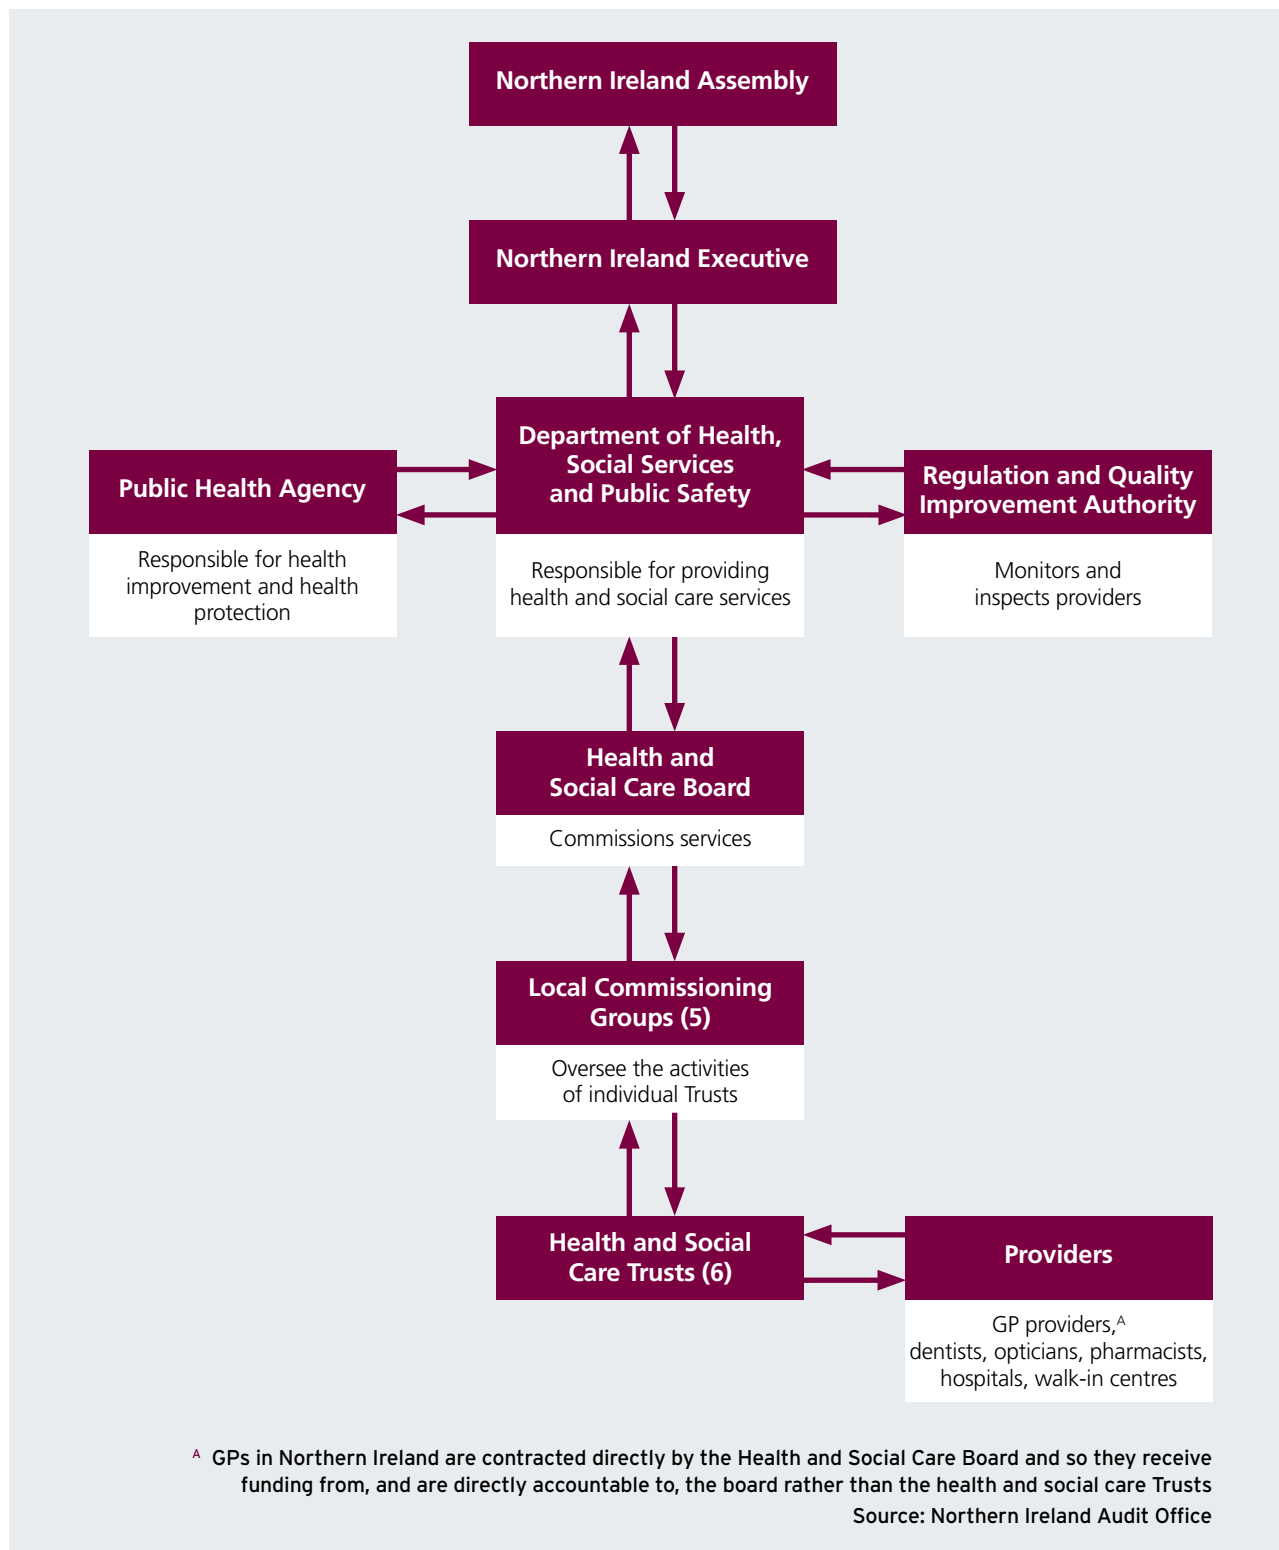 Northern Ireland Assembly
Northern Ireland Executive
Department of Health,
Social Services
and Public Safety
Responsible for providing
health and social care services
Public Health Agency
Responsible for health
improvement and health
protection
Regulation and Quality
Improvement Authority
Monitors and
inspects providers
Health and
Social Care Board
Commissions services
Local Commissioning
Groups (5)
Oversee the activities
of individual Trusts
Health and Social
Care Trusts (6)
Providers
GP providers,ᴬ
dentists, opticians, pharmacists,
hospitals, walk-in centres
ᴬ GPs in Northern Ireland are contracted directly by the Health and Social Care Board and so they receive
funding from, and are directly accountable to, the board rather than the health and social care Trusts
Source: Northern Ireland Audit Office